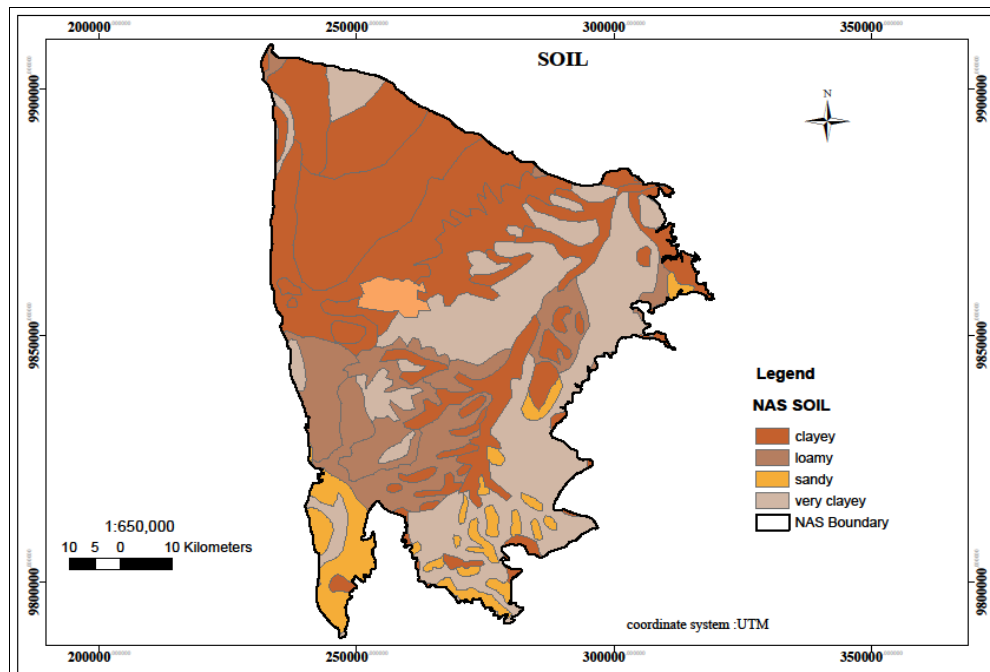 200000 250000 300000 350000
SOIL
9900000 9900000
N
9850000 9850000
Legend
NAS SOIL
clayey
loamy
sandy
very clayey
NAS Boundary
1:650,000
10 5 0 10 Kilometers
9800000 9800000
coordinate system :UTM
200000 250000 300000 350000